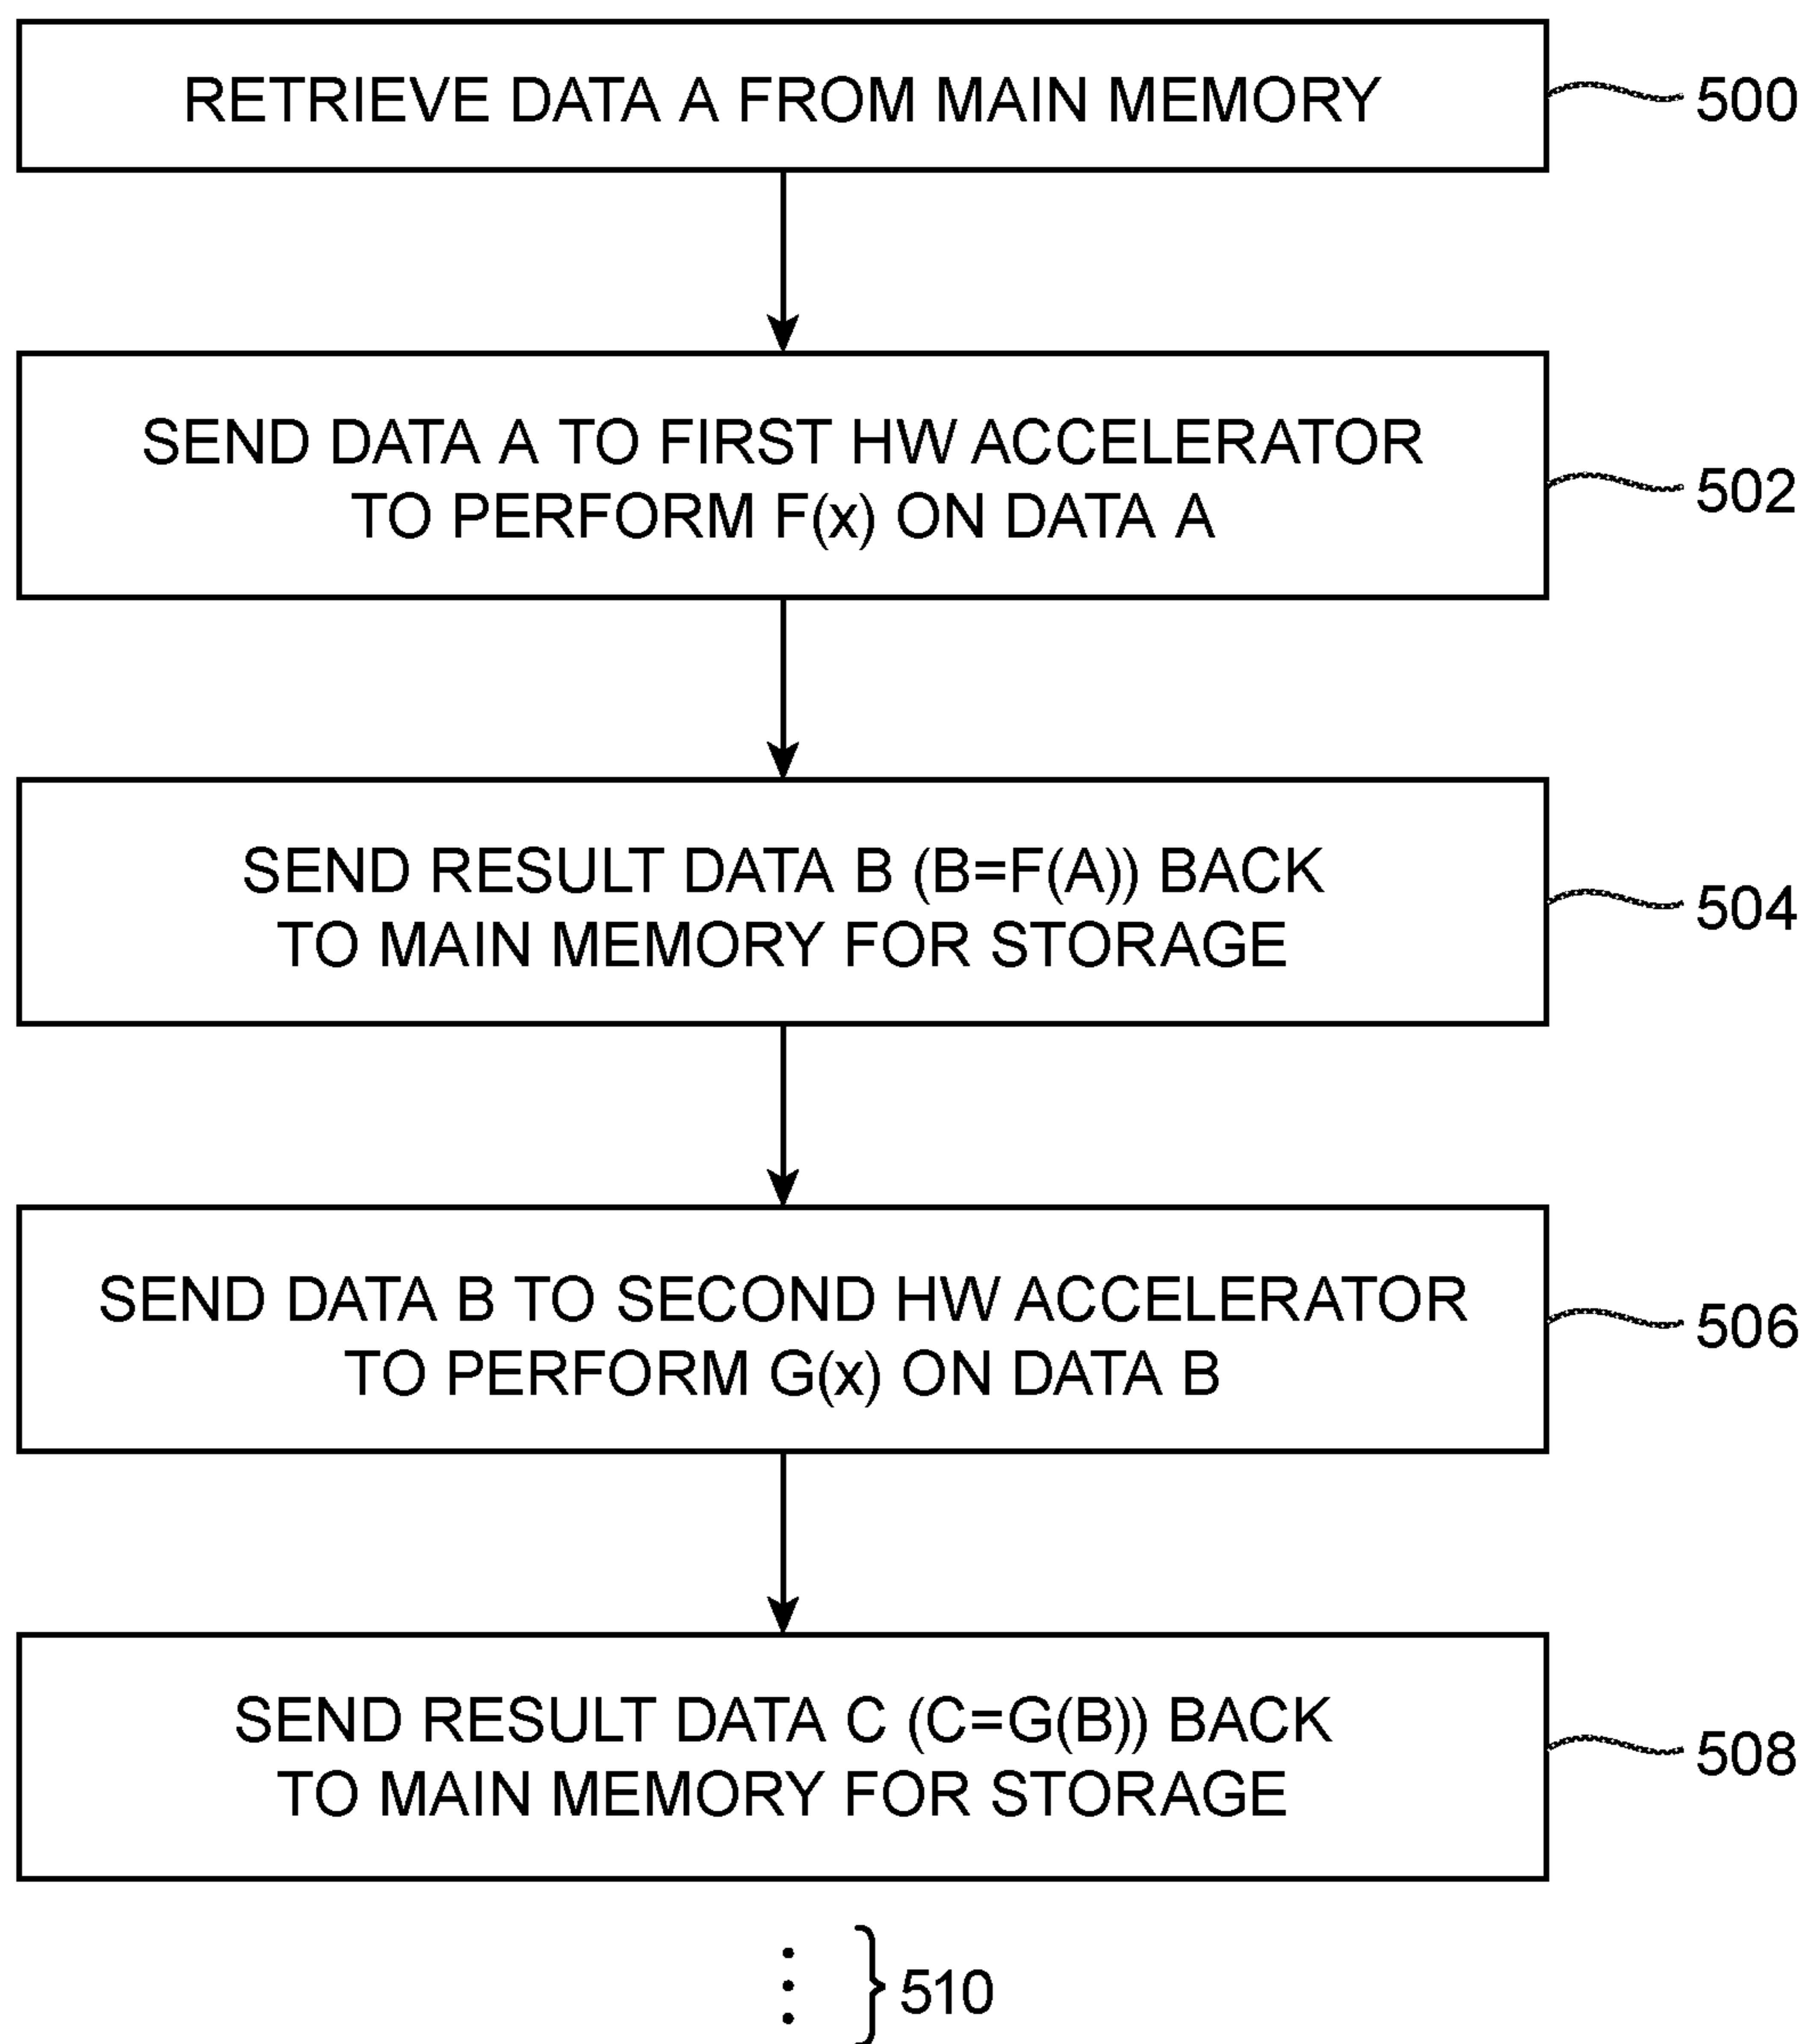 RETRIEVE DATA A FROM MAIN MEMORY
500
SEND DATA A TO FIRST HW ACCELERATOR
TO PERFORM F(x) ON DATA A
502
SEND RESULT DATA B (B=F(A)) BACK
TO MAIN MEMORY FOR STORAGE
504
SEND DATA B TO SECOND HW ACCELERATOR
TO PERFORM G(x) ON DATA B
506
SEND RESULT DATA C (C=G(B)) BACK
TO MAIN MEMORY FOR STORAGE
508
510